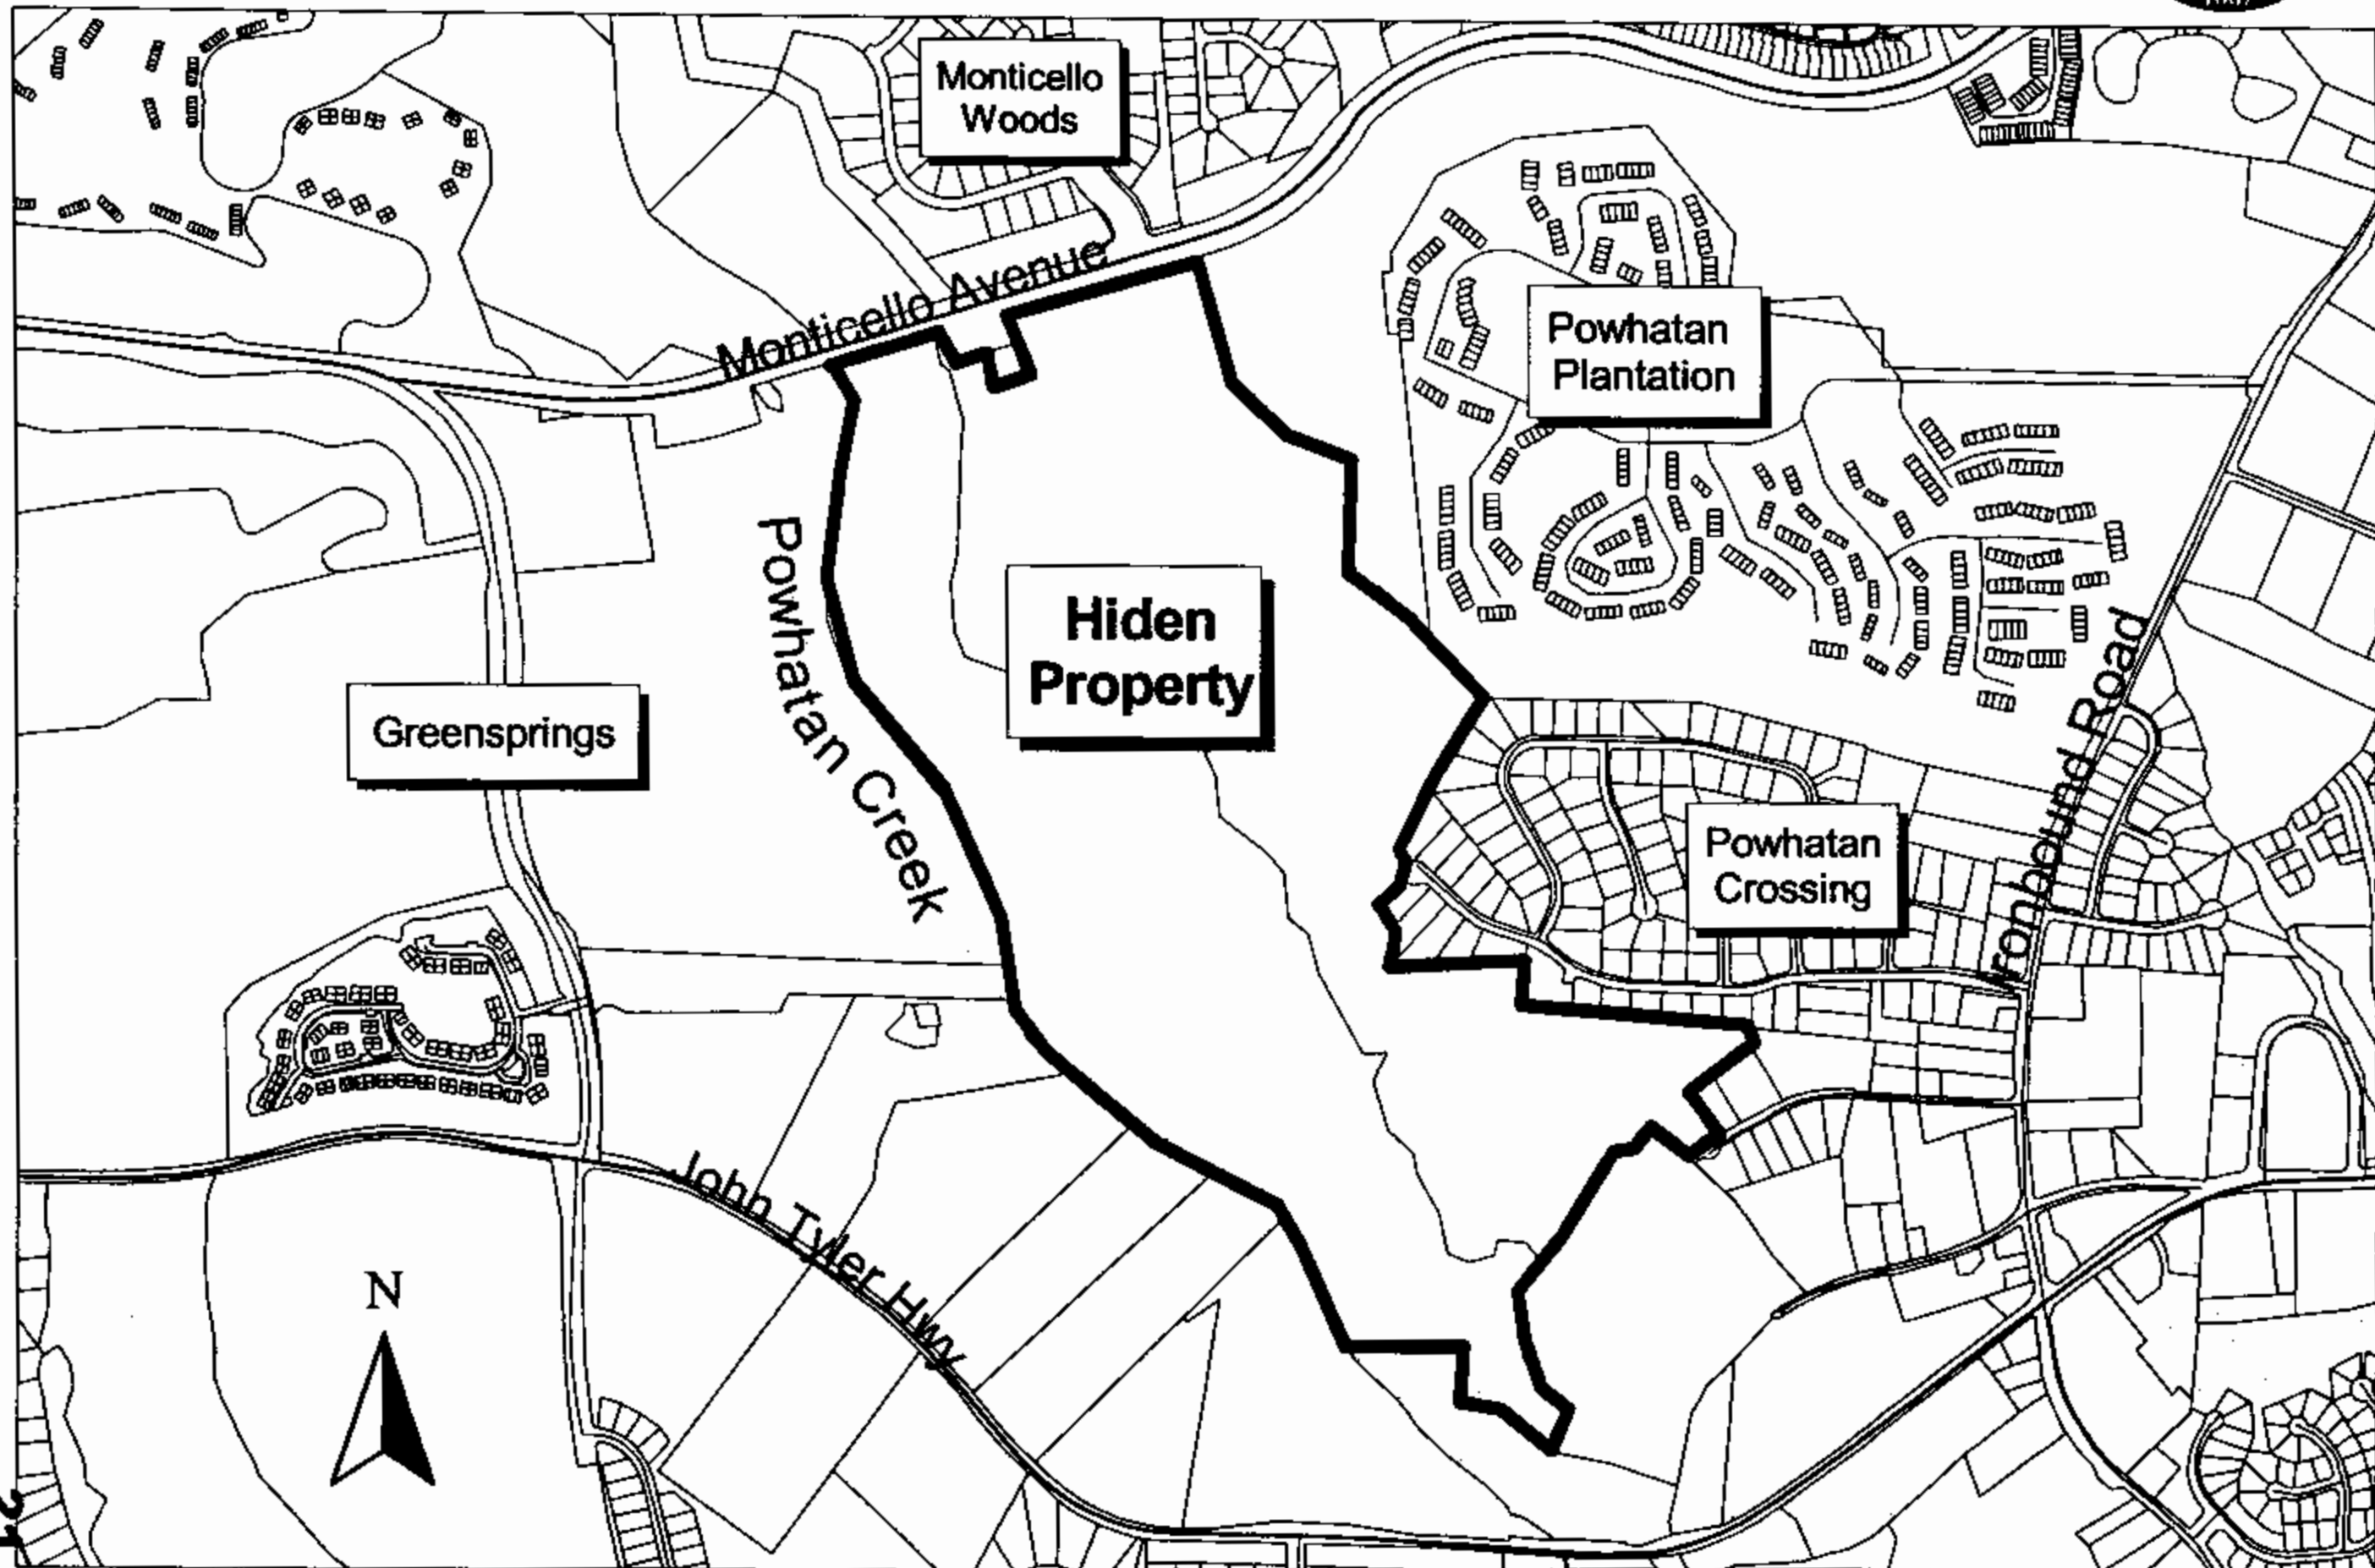 Monticello
Woods
Monticello Avenue
Powhatan
Plantation
Powhatan Creek
Hiden
Property
Greensprings
Powhatan
Crossing
Ironbound Road
John Tyler Hwy
N